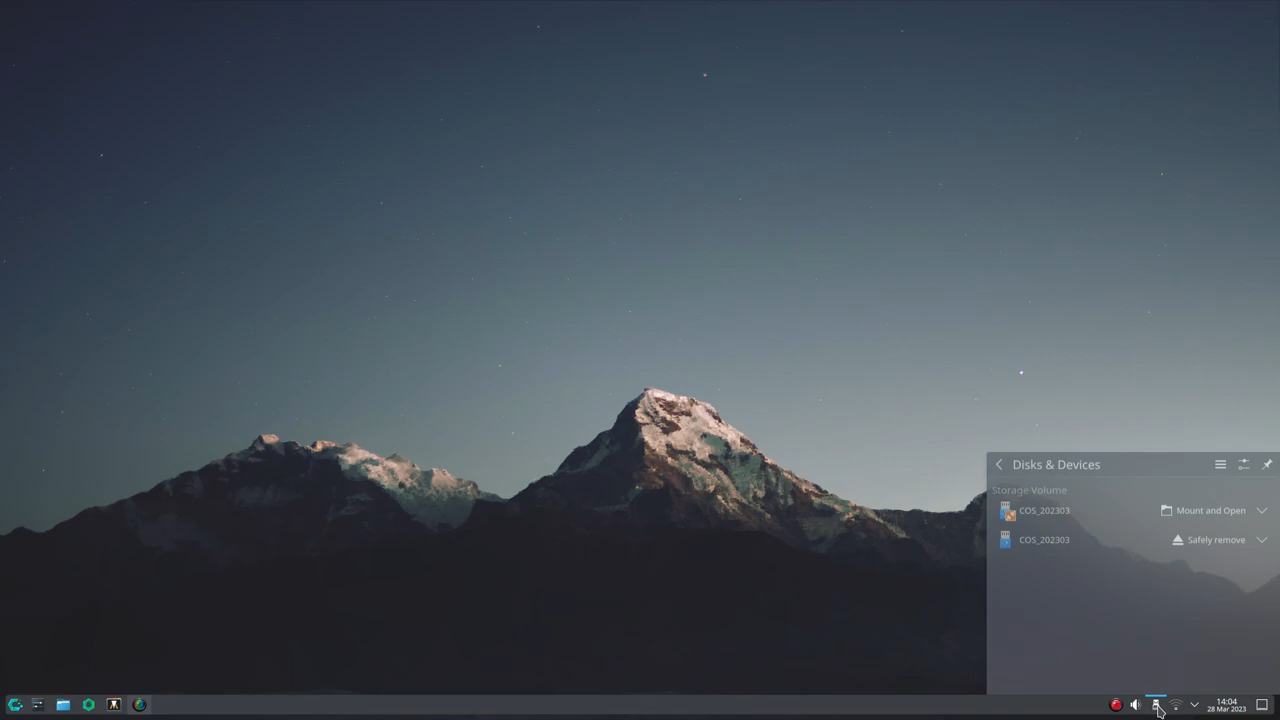 Disks & Devices
Storage Volume
COS_202303
Mount and Open
COS_202303
Safely remove
14:04
28 Mar 2023